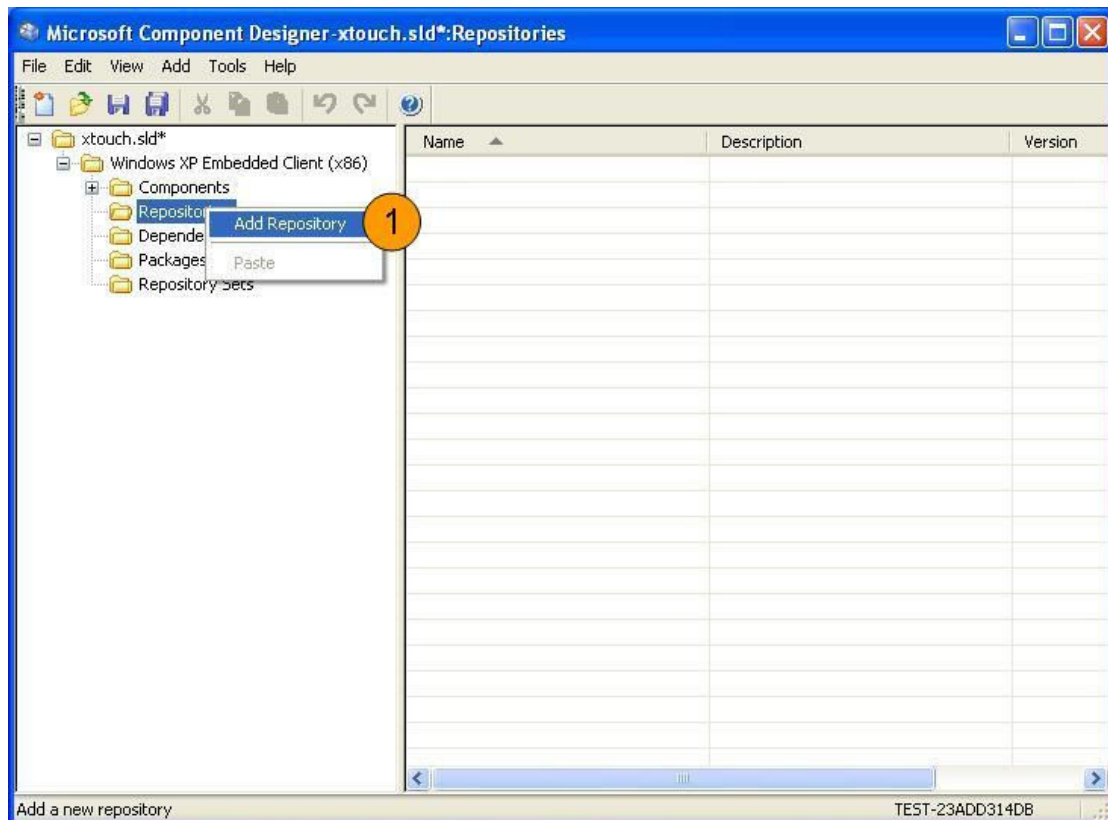 Microsoft Component Designer-xtouch.sld*:Repositories
File Edit View Add Tools Help
xtouch.sld*
Windows XP Embedded Client (x86)
Components
Name Description Version
Add Repository
1
Paste
Packages
Repository Sets
Add a new repository TEST-23ADD314DB